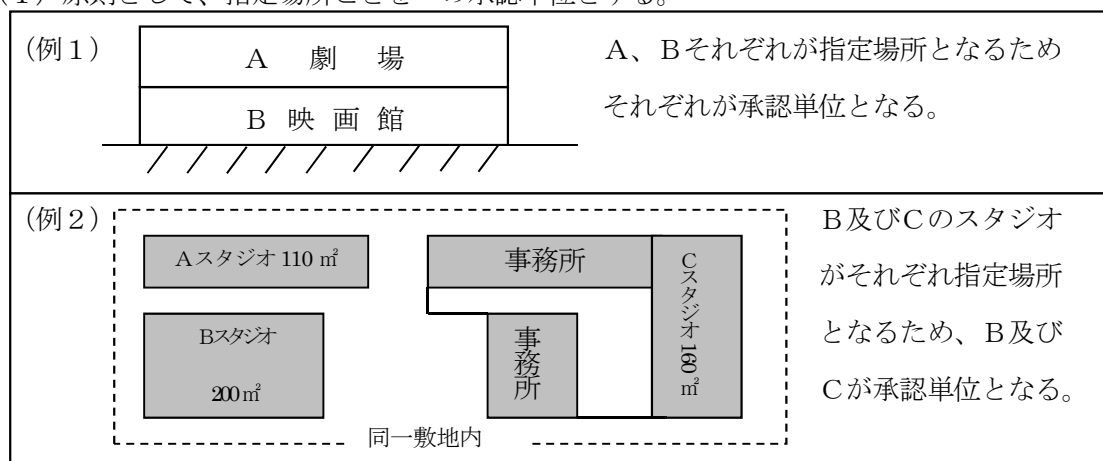 (1) 原則として、指定場所ごとを一の承認単位とする。
(例1)
A 劇 場
B 映 画 館
A、Bそれぞれが指定場所となるため
それぞれが承認単位となる。
(例2)
Aスタジオ 110 ㎡
Bスタジオ
200㎡
事務所
事務所
Cスタジオ 160㎡
同一敷地内
B及びCのスタジオ
がそれぞれ指定場所
となるため、B及び
Cが承認単位となる。